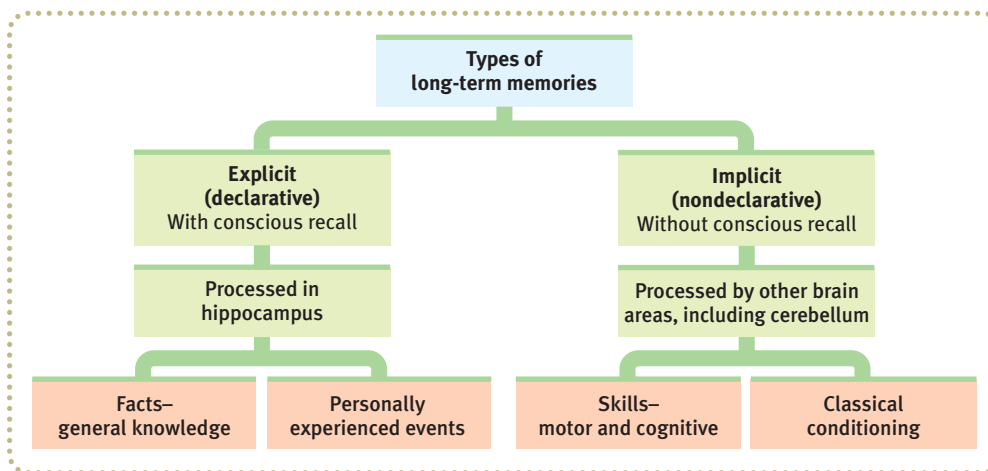 Types of
long-term memories
Explicit
(declarative)
With conscious recall
Implicit
(nondeclarative)
Without conscious recall
Processed in
hippocampus
Processed by other brain
areas, including cerebellum
Facts–
general knowledge
Personally
experienced events
Skills–
motor and cognitive
Classical
conditioning